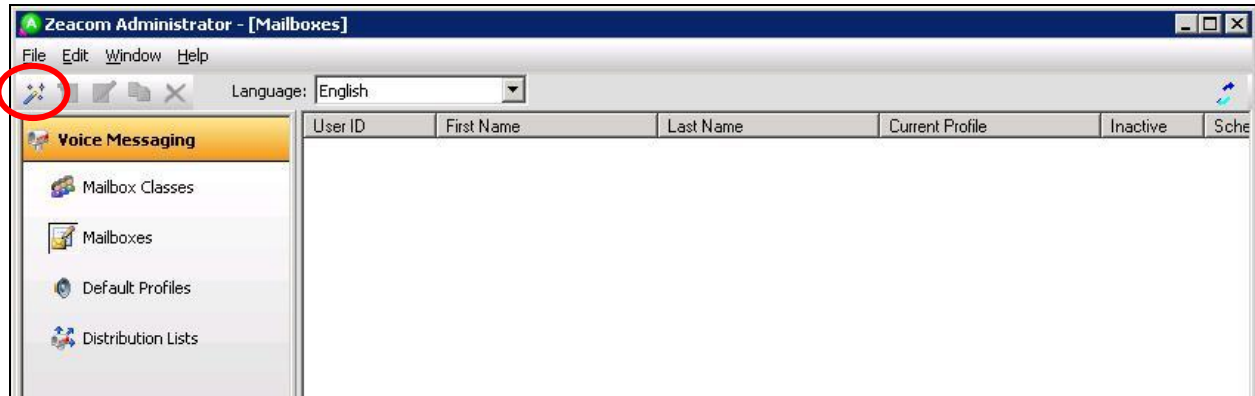 Zeacom Administrator - [Mailboxes]
File Edit Window Help
Language: English
User ID First Name Last Name Current Profile Inactive Sche
Voice Messaging
Mailbox Classes
Mailboxes
Default Profiles
Distribution Lists